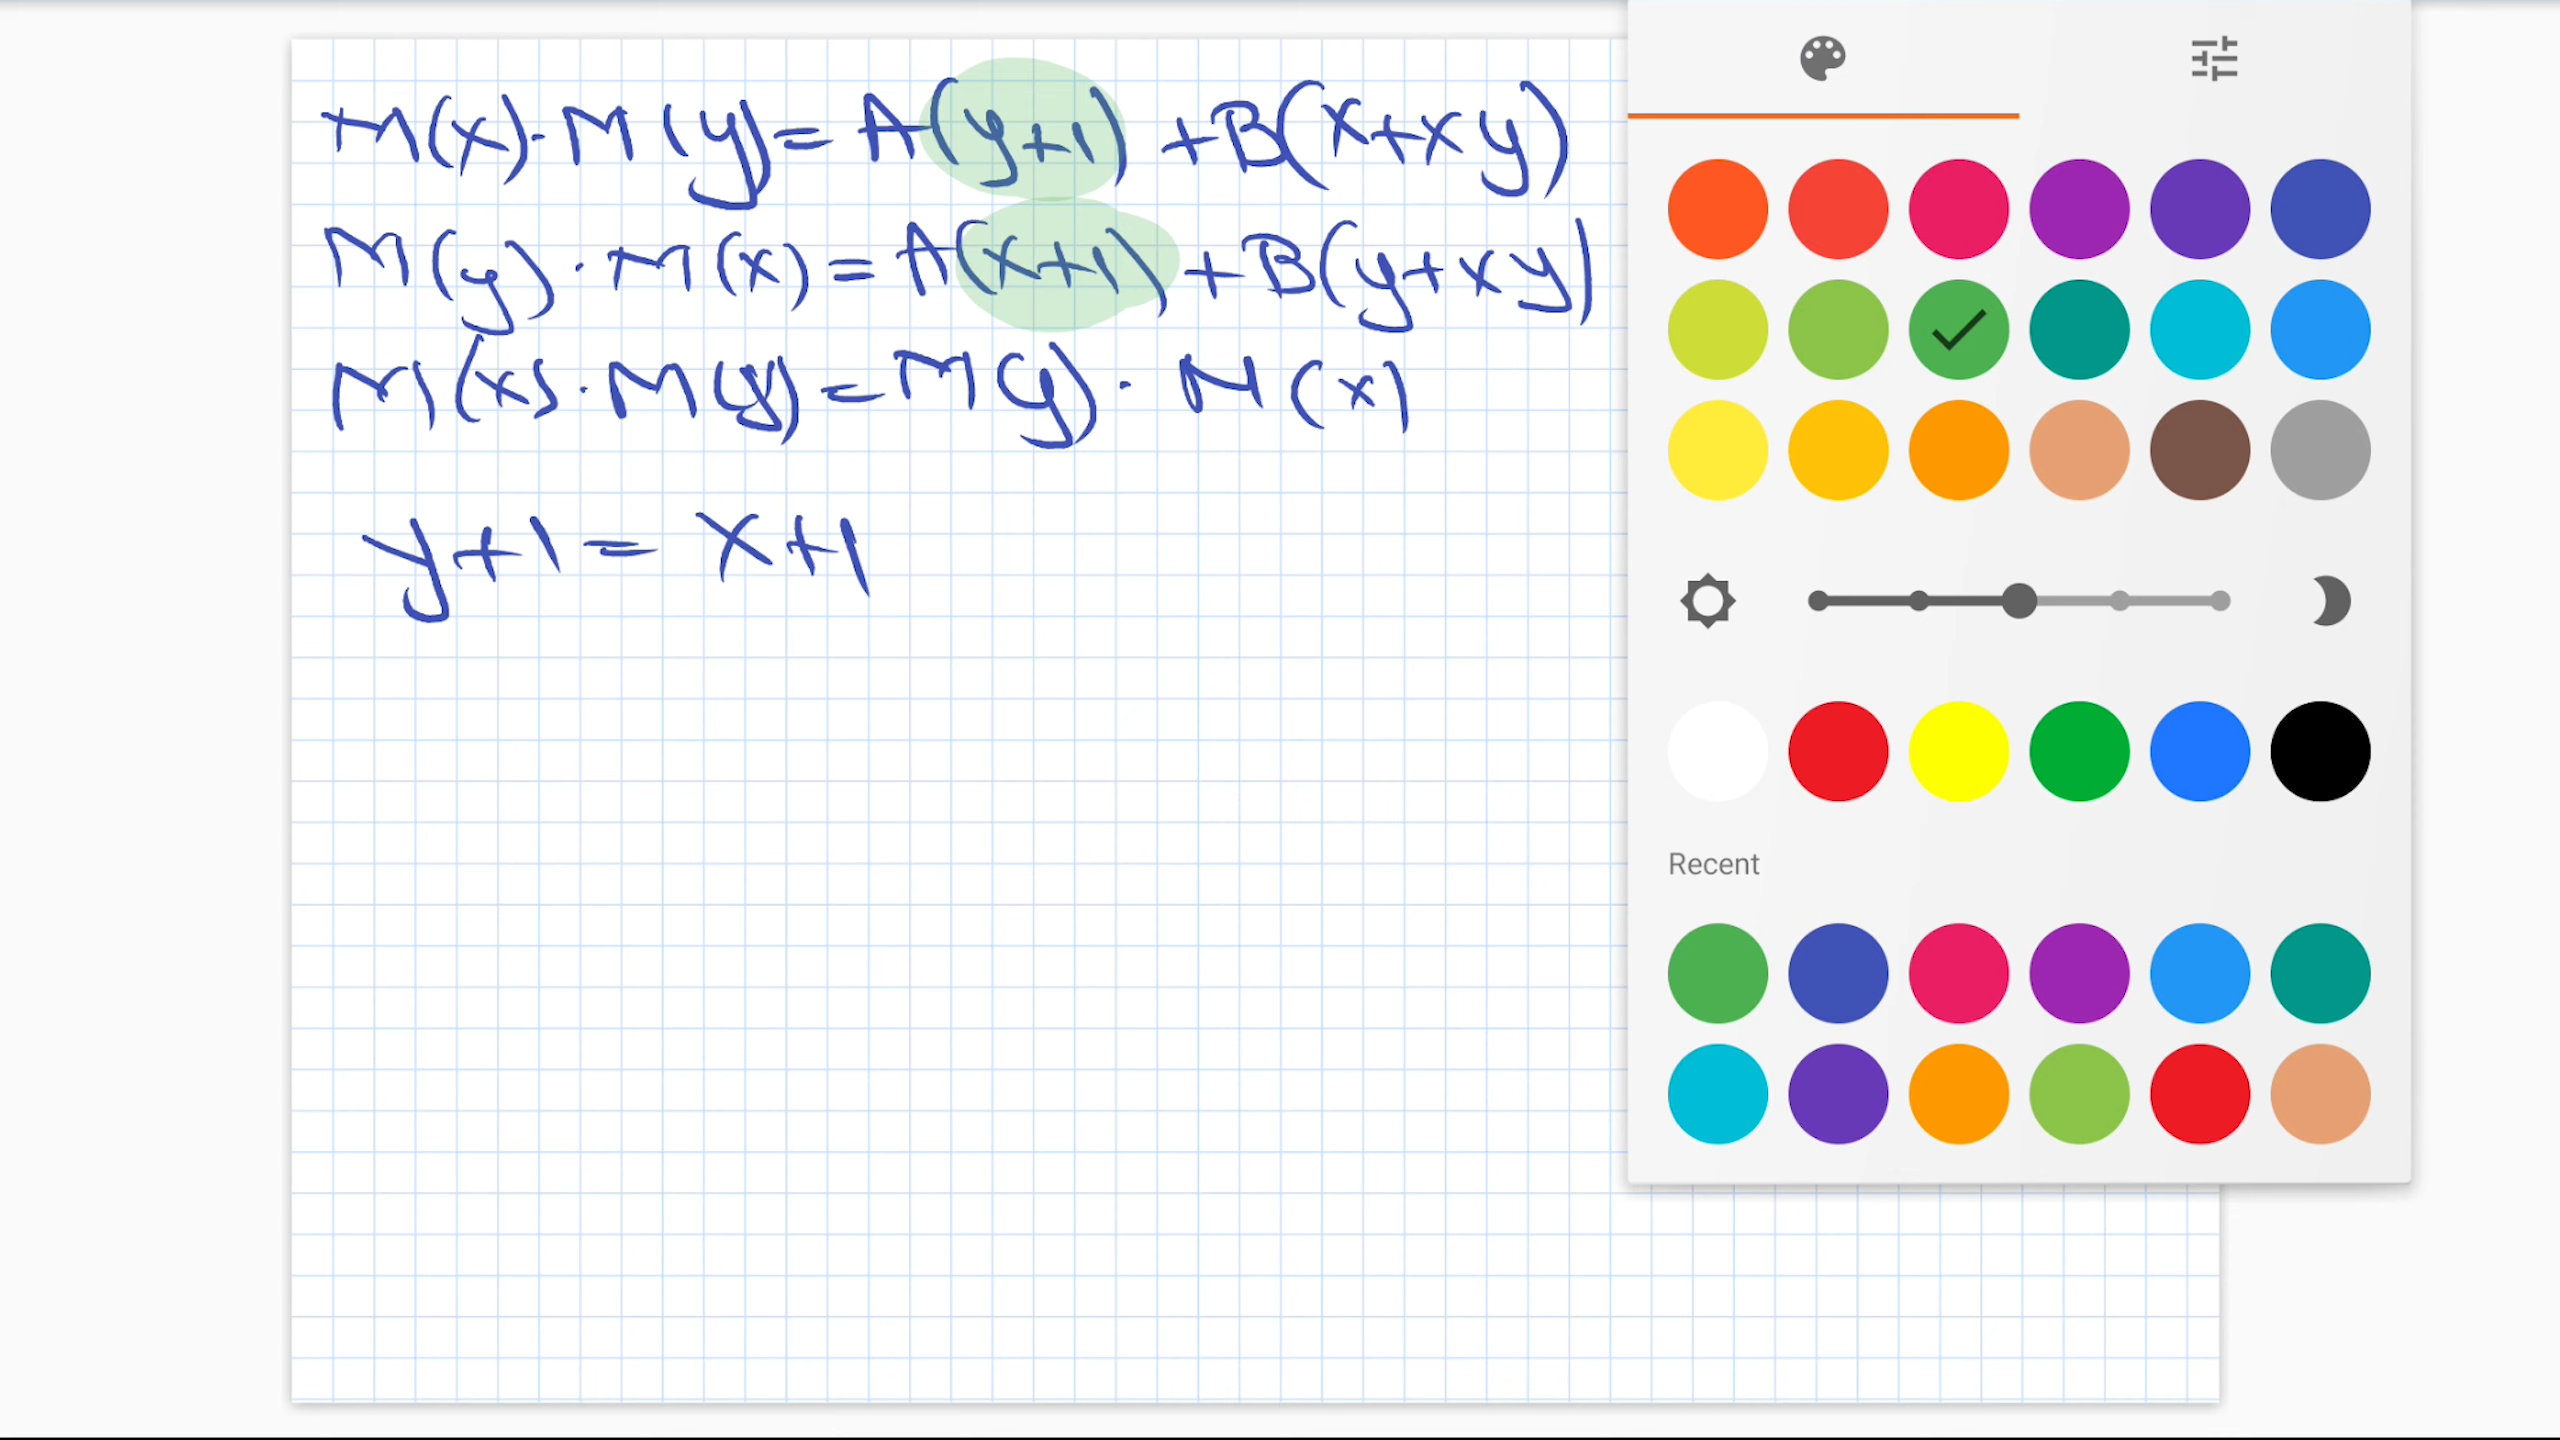 M(x)·M(y)=A(y+1)+B(x+xy)
M(y)·M(x)=A(x+1)+B(y+xy)
M(x)·M(y)=M(y)·M(x)
y+1=x+1
Recent